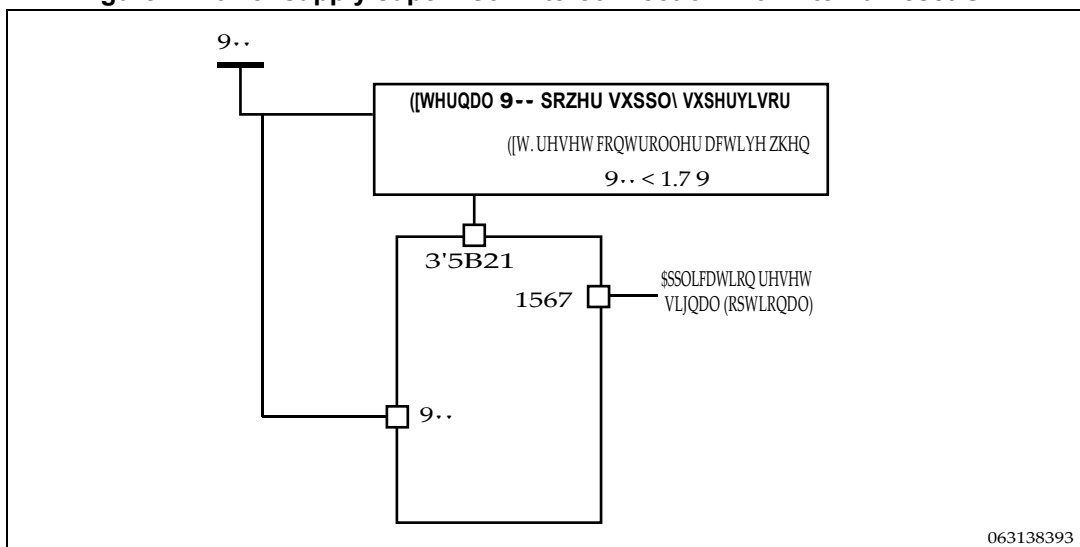 9··
([WHUQDO 9-- SRZHU VXSSO\ VXSHUYLVRU
([W. UHVHW FRQWUROOHU DFWLYH ZKHQ
9·· < 1.7 9
3'5B21
1567
$SSOLFDWLRQ UHVHW
VLJQDO (RSWLRQDO)
9··
063138393